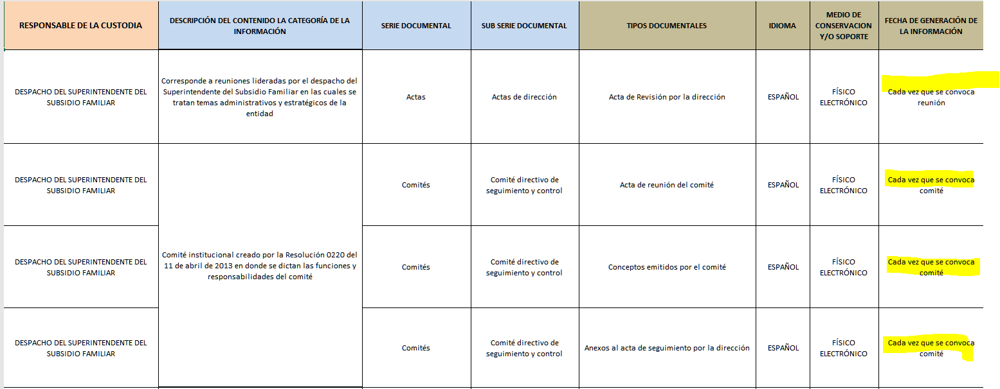 RESPONSABLE DE LA CUSTODIA
DESCRIPCIÓN DEL CONTENIDO LA CATEGORÍA DE LA
INFORMACIÓN
SERIE DOCUMENTAL
SUB SERIE DOCUMENTAL
TIPOS DOCUMENTALES
IDIOMA
MEDIO DE
CONSERVACION
Y/O SOPORTE
FECHA DE GENERACIÓN DE
LA INFORMACIÓN
DESPACHO DEL SUPERINTENDENTE DEL
SUBSIDIO FAMILIAR
Corresponde a reuniones lideradas por el despacho del
Superintendente del Subsidio Familiar en las cuales se
tratan temas administrativos y estratégicos de la
entidad
Actas
Actas de dirección
Acta de Revisión por la dirección
ESPAÑOL
FÍSICO
ELECTRÓNICO
Cada vez que se convoca
reunión
DESPACHO DEL SUPERINTENDENTE DEL
SUBSIDIO FAMILIAR
Comité institucional creado por la Resolución 0220 del
11 de abril de 2013 en donde se dictan las funciones y
responsabilidades del comité
Comités
Comité directivo de
seguimiento y control
Acta de reunión del comité
ESPAÑOL
FÍSICO
ELECTRÓNICO
Cada vez que se convoca
comité
DESPACHO DEL SUPERINTENDENTE DEL
SUBSIDIO FAMILIAR
Comités
Comité directivo de
seguimiento y control
Conceptos emitidos por el comité
ESPAÑOL
FÍSICO
ELECTRÓNICO
Cada vez que se convoca
comité
DESPACHO DEL SUPERINTENDENTE DEL
SUBSIDIO FAMILIAR
Comités
Comité directivo de
seguimiento y control
Anexos al acta de seguimiento por la dirección
ESPAÑOL
FÍSICO
ELECTRÓNICO
Cada vez que se convoca
comité